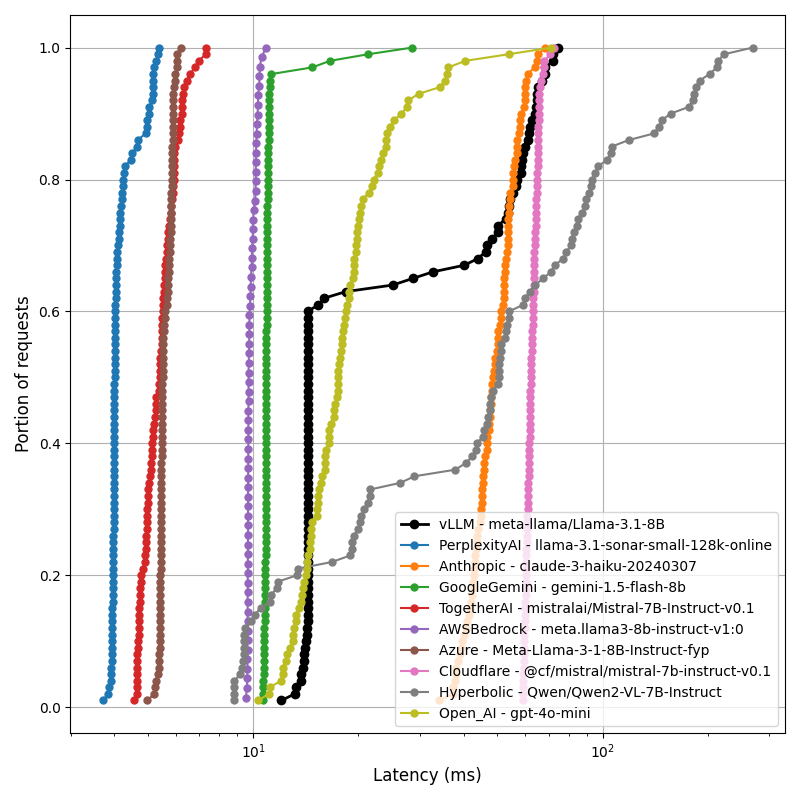 1.0
0.8
0.6
0.4
0.2
0.0
Portion of requests
vLLM - meta-llama/Llama-3.1-8B
PerplexityAI - llama-3.1-sonar-small-128k-online
Anthropic - claude-3-haiku-20240307
GoogleGemini - gemini-1.5-flash-8b
TogetherAI - mistralai/Mistral-7B-Instruct-v0.1
AWSBedrock - meta.llama3-8b-instruct-v1:0
Azure - Meta-Llama-3-1-8B-Instruct-fyp
Cloudflare - @cf/mistral/mistral-7b-instruct-v0.1
Hyperbolic - Qwen/Qwen2-VL-7B-Instruct
Open_AI - gpt-4o-mini
10¹ 10²
Latency (ms)